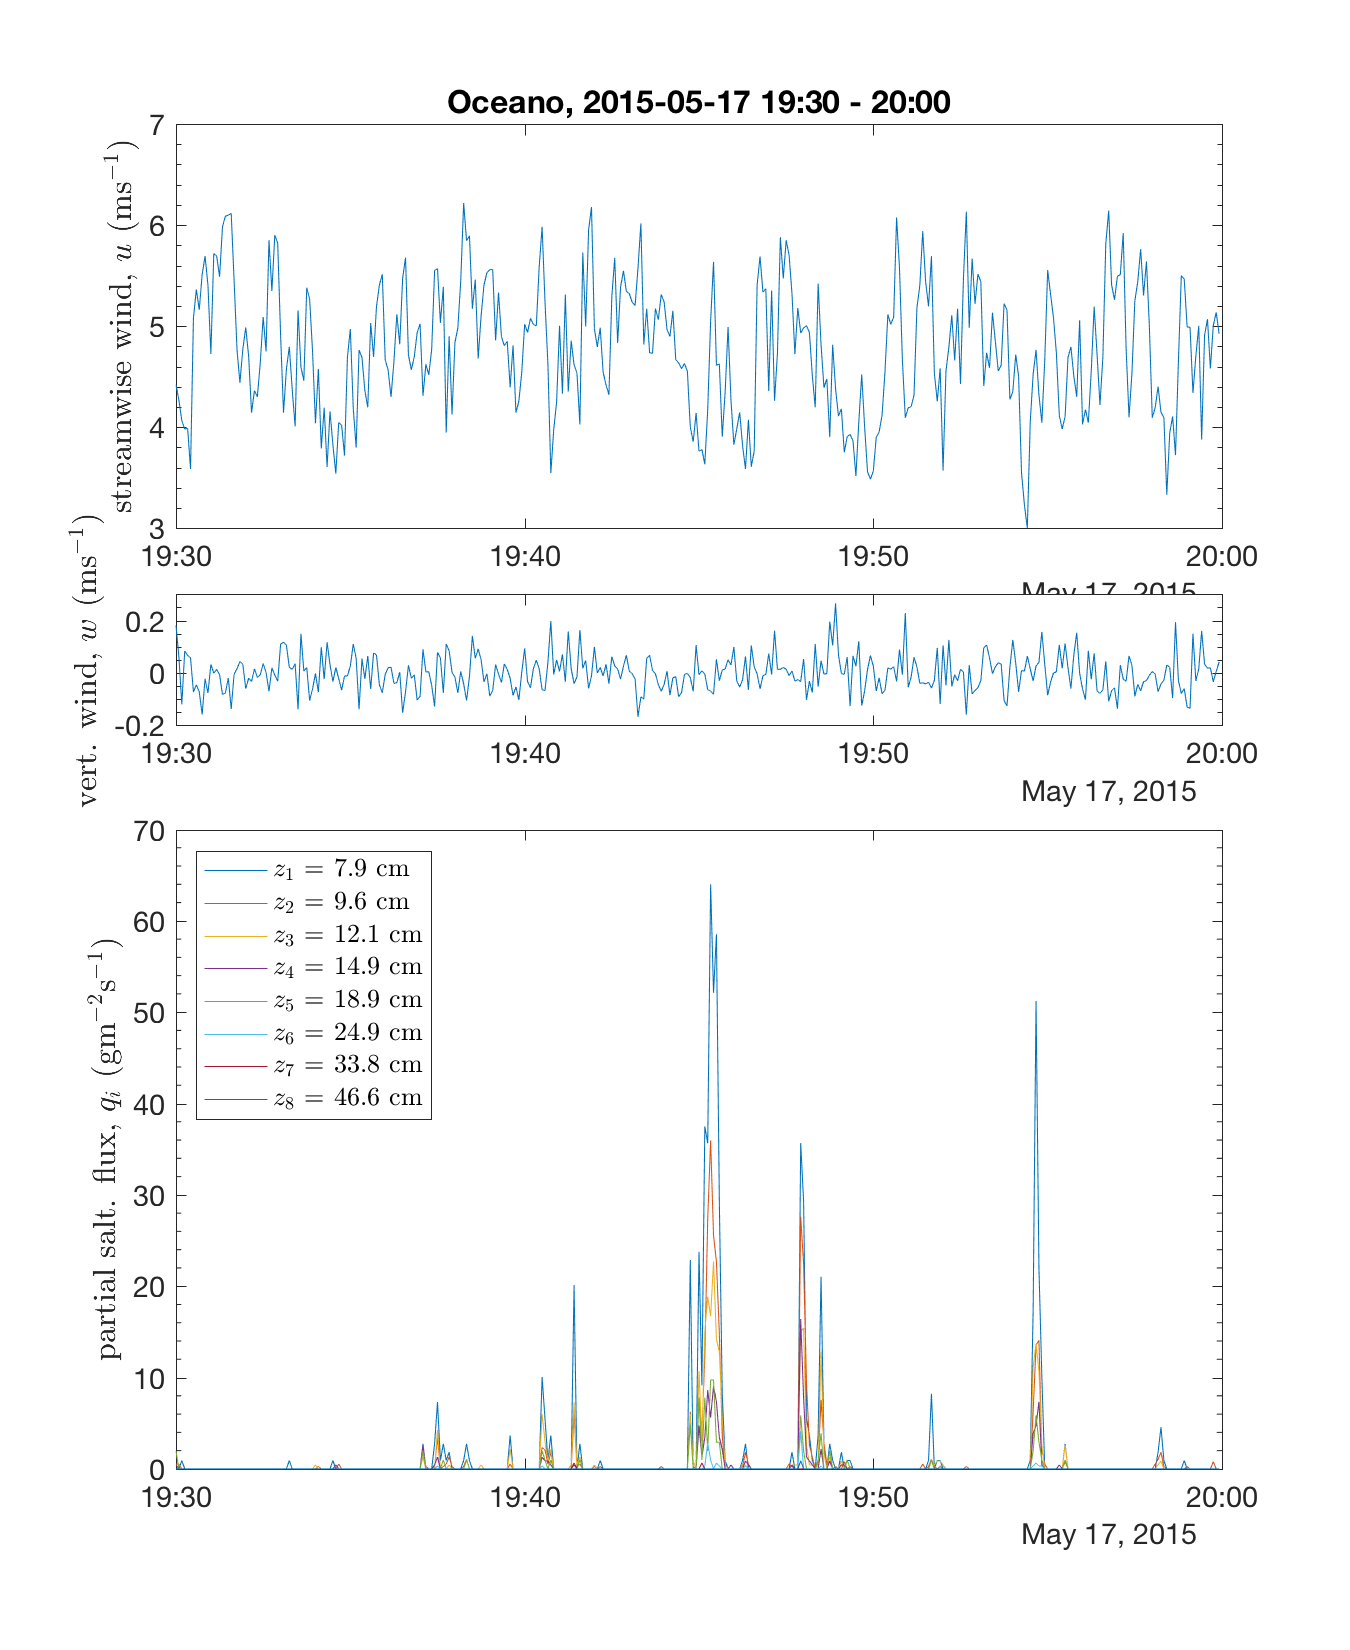 Oceano, 2015-05-17 19:30 - 20:00
streamwise wind, u (ms⁻¹)
7
6
5
4
3
19:30 19:40 19:50 20:00
May 17, 2015
vert. wind, w (ms⁻¹)
0.2
0
-0.2
19:30 19:40 19:50 20:00
May 17, 2015
partial salt. flux, qᵢ (gm⁻²s⁻¹)
70
60
50
40
30
20
10
0
z₁ = 7.9 cm
z₂ = 9.6 cm
z₃ = 12.1 cm
z₄ = 14.9 cm
z₅ = 18.9 cm
z₆ = 24.9 cm
z₇ = 33.8 cm
z₈ = 46.6 cm
19:30 19:40 19:50 20:00
May 17, 2015